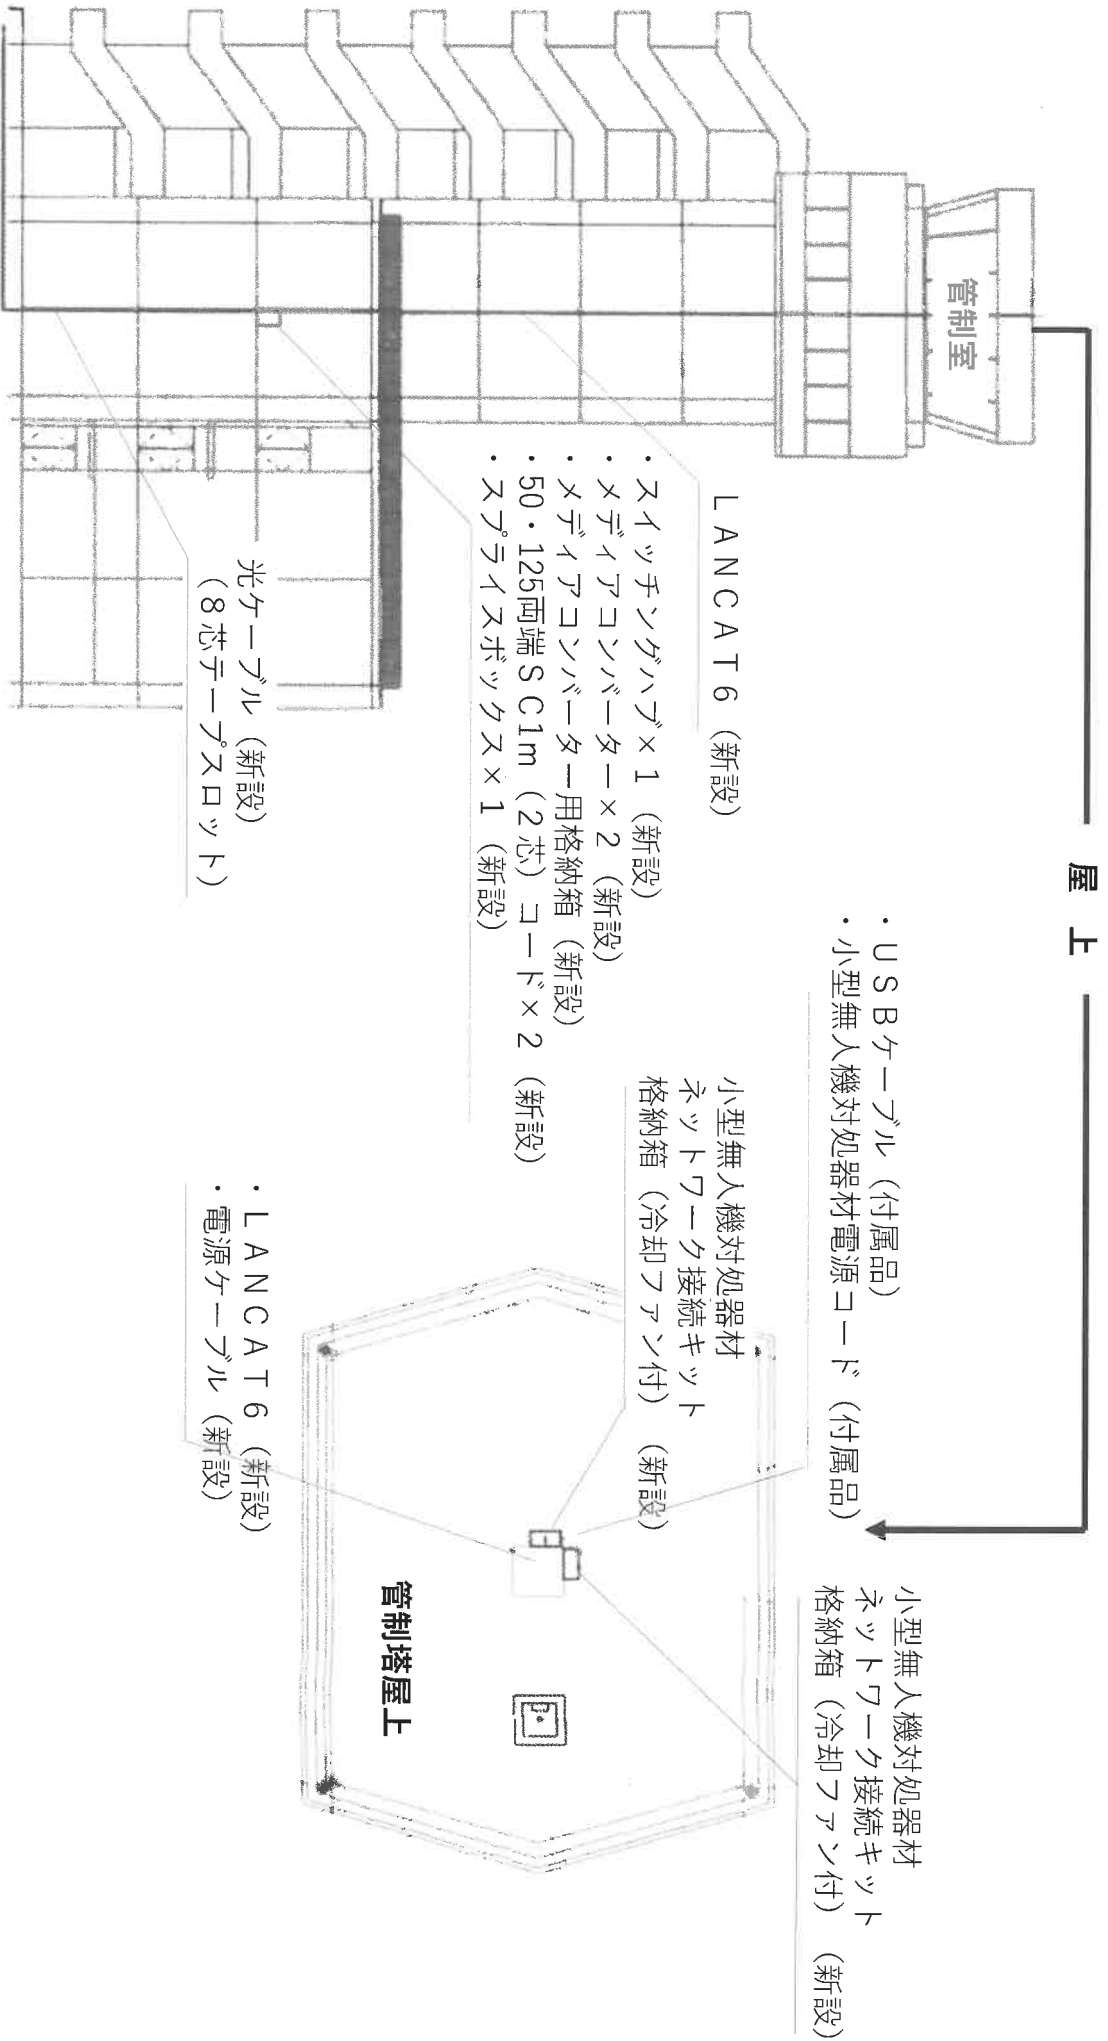 屋上
管制室
ＬＡＮＣＡＴ６（新設）
・スイッチングハブ×１（新設）
・メディアコンバーター×２（新設）
・メディアコンバーター用格納箱（新設）
・50・125両端ＳＣ1ｍ（２芯）コード×２（新設）
・スプライスボックス×１（新設）
光ケーブル（新設）
（８芯テープスロット）
・ＵＳＢケーブル（付属品）
・小型無人機対処器材電源コード（付属品）
小型無人機対処器材
ネットワーク接続キット
格納箱（冷却ファン付）（新設）
小型無人機対処器材
ネットワーク接続キット
格納箱（冷却ファン付）（新設）
管制塔屋上
・ＬＡＮＣＡＴ６（新設）
・電源ケーブル（新設）